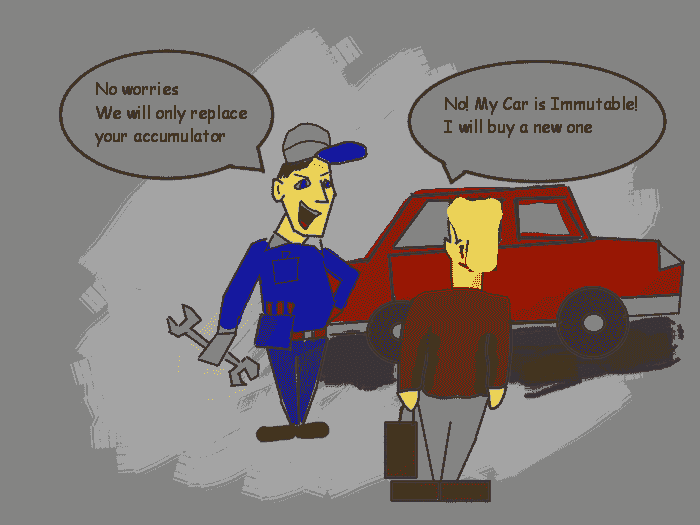 No worries
We will only replace
your accumulator
No! My Car is Immutable!
I will buy a new one